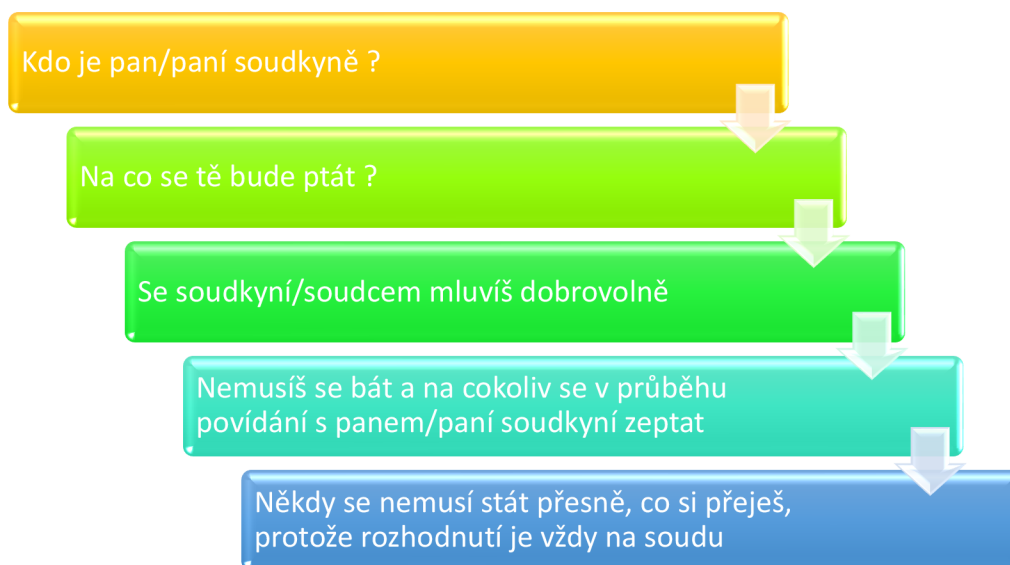 Kdo je pan/paní soudkyně ?
Na co se tě bude ptát ?
Se soudkyní/soudcem mluvíš dobrovolně
Nemusíš se bát a na cokoliv se v průběhu
povídání s panem/paní soudkyní zeptat
Někdy se nemusí stát přesně, co si přeješ,
protože rozhodnutí je vždy na soudu